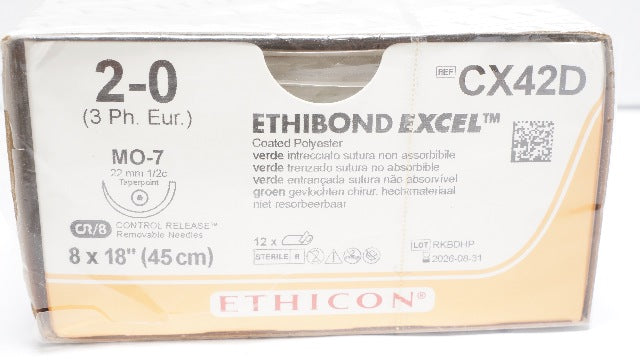 2-0
(3 Ph. Eur.)
MO-7
22 mm 1/2c
Taperpoint
CR/8 CONTROL RELEASE™
Removable Needles
8 x 18" (45 cm)
REF CX42D
ETHIBOND EXCEL™
Coated Polyester
verde intrecciato sutura non assorbibile
verde trenzado sutura no absorbible
verde entrançada sutura não absorvível
groen gevlochten chirur. hechtmateriaal
niet resorbeerbaar
12 x
STERILE R
LOT RKBDHP
2026-08-31
ETHICON®